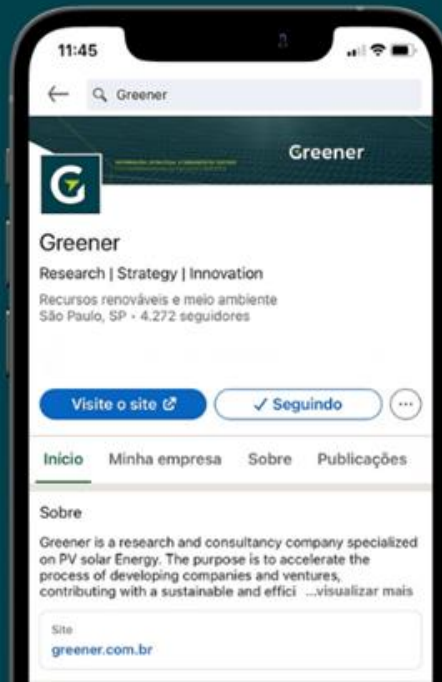 11:45
Greener
Greener
Greener
Research | Strategy | Innovation
Recursos renováveis e meio ambiente
São Paulo, SP • 4.272 seguidores
Visite o site
Seguindo
Início Minha empresa Sobre Publicações
Sobre
Greener is a research and consultancy company specialized
on PV solar Energy. The purpose is to accelerate the
process of developing companies and ventures,
contributing with a sustainable and effici ...visualizar mais
Site
greener.com.br